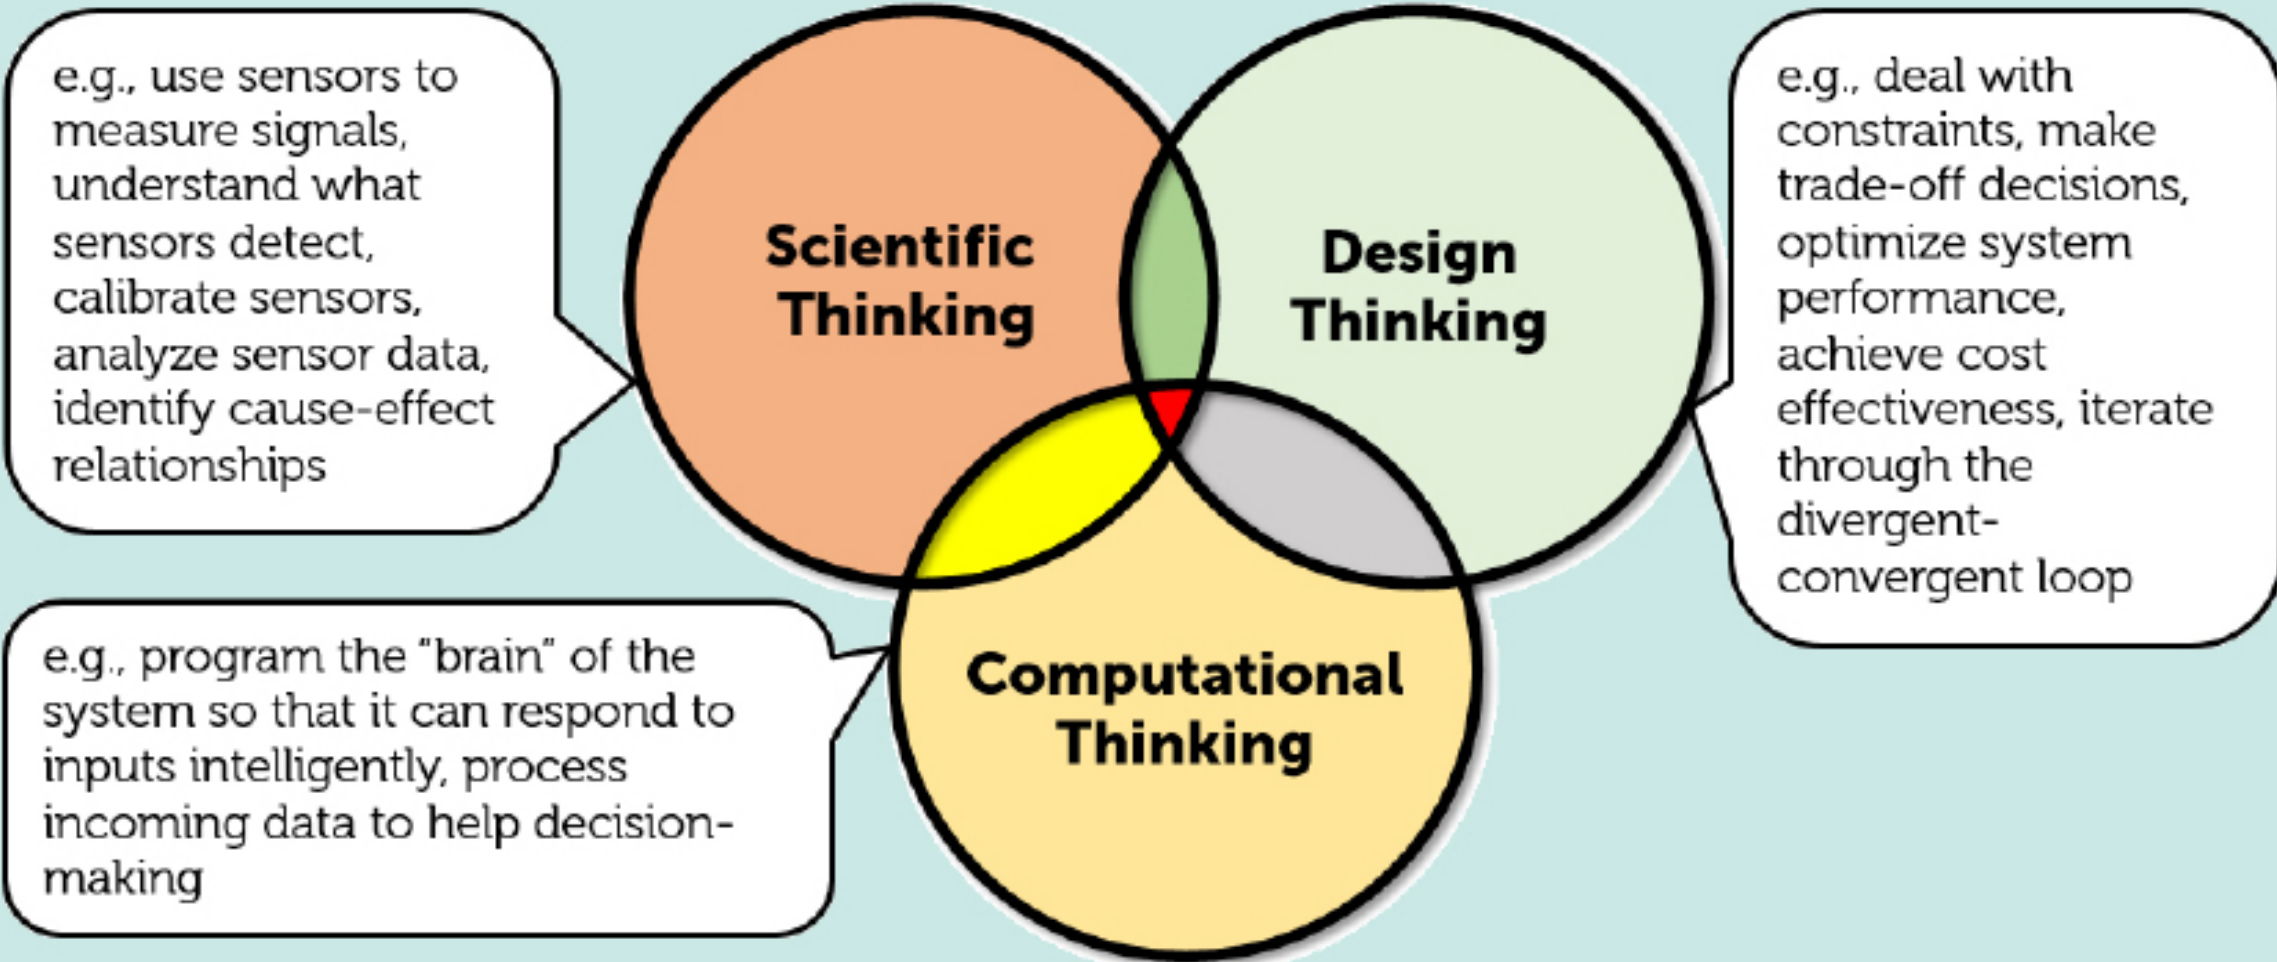 e.g., use sensors to
measure signals,
understand what
sensors detect,
calibrate sensors,
analyze sensor data,
identify cause-effect
relationships
Scientific
Thinking
Design
Thinking
e.g., deal with
constraints, make
trade-off decisions,
optimize system
performance,
achieve cost
effectiveness, iterate
through the
divergent-
convergent loop
e.g., program the "brain" of the
system so that it can respond to
inputs intelligently, process
incoming data to help decision-
making
Computational
Thinking